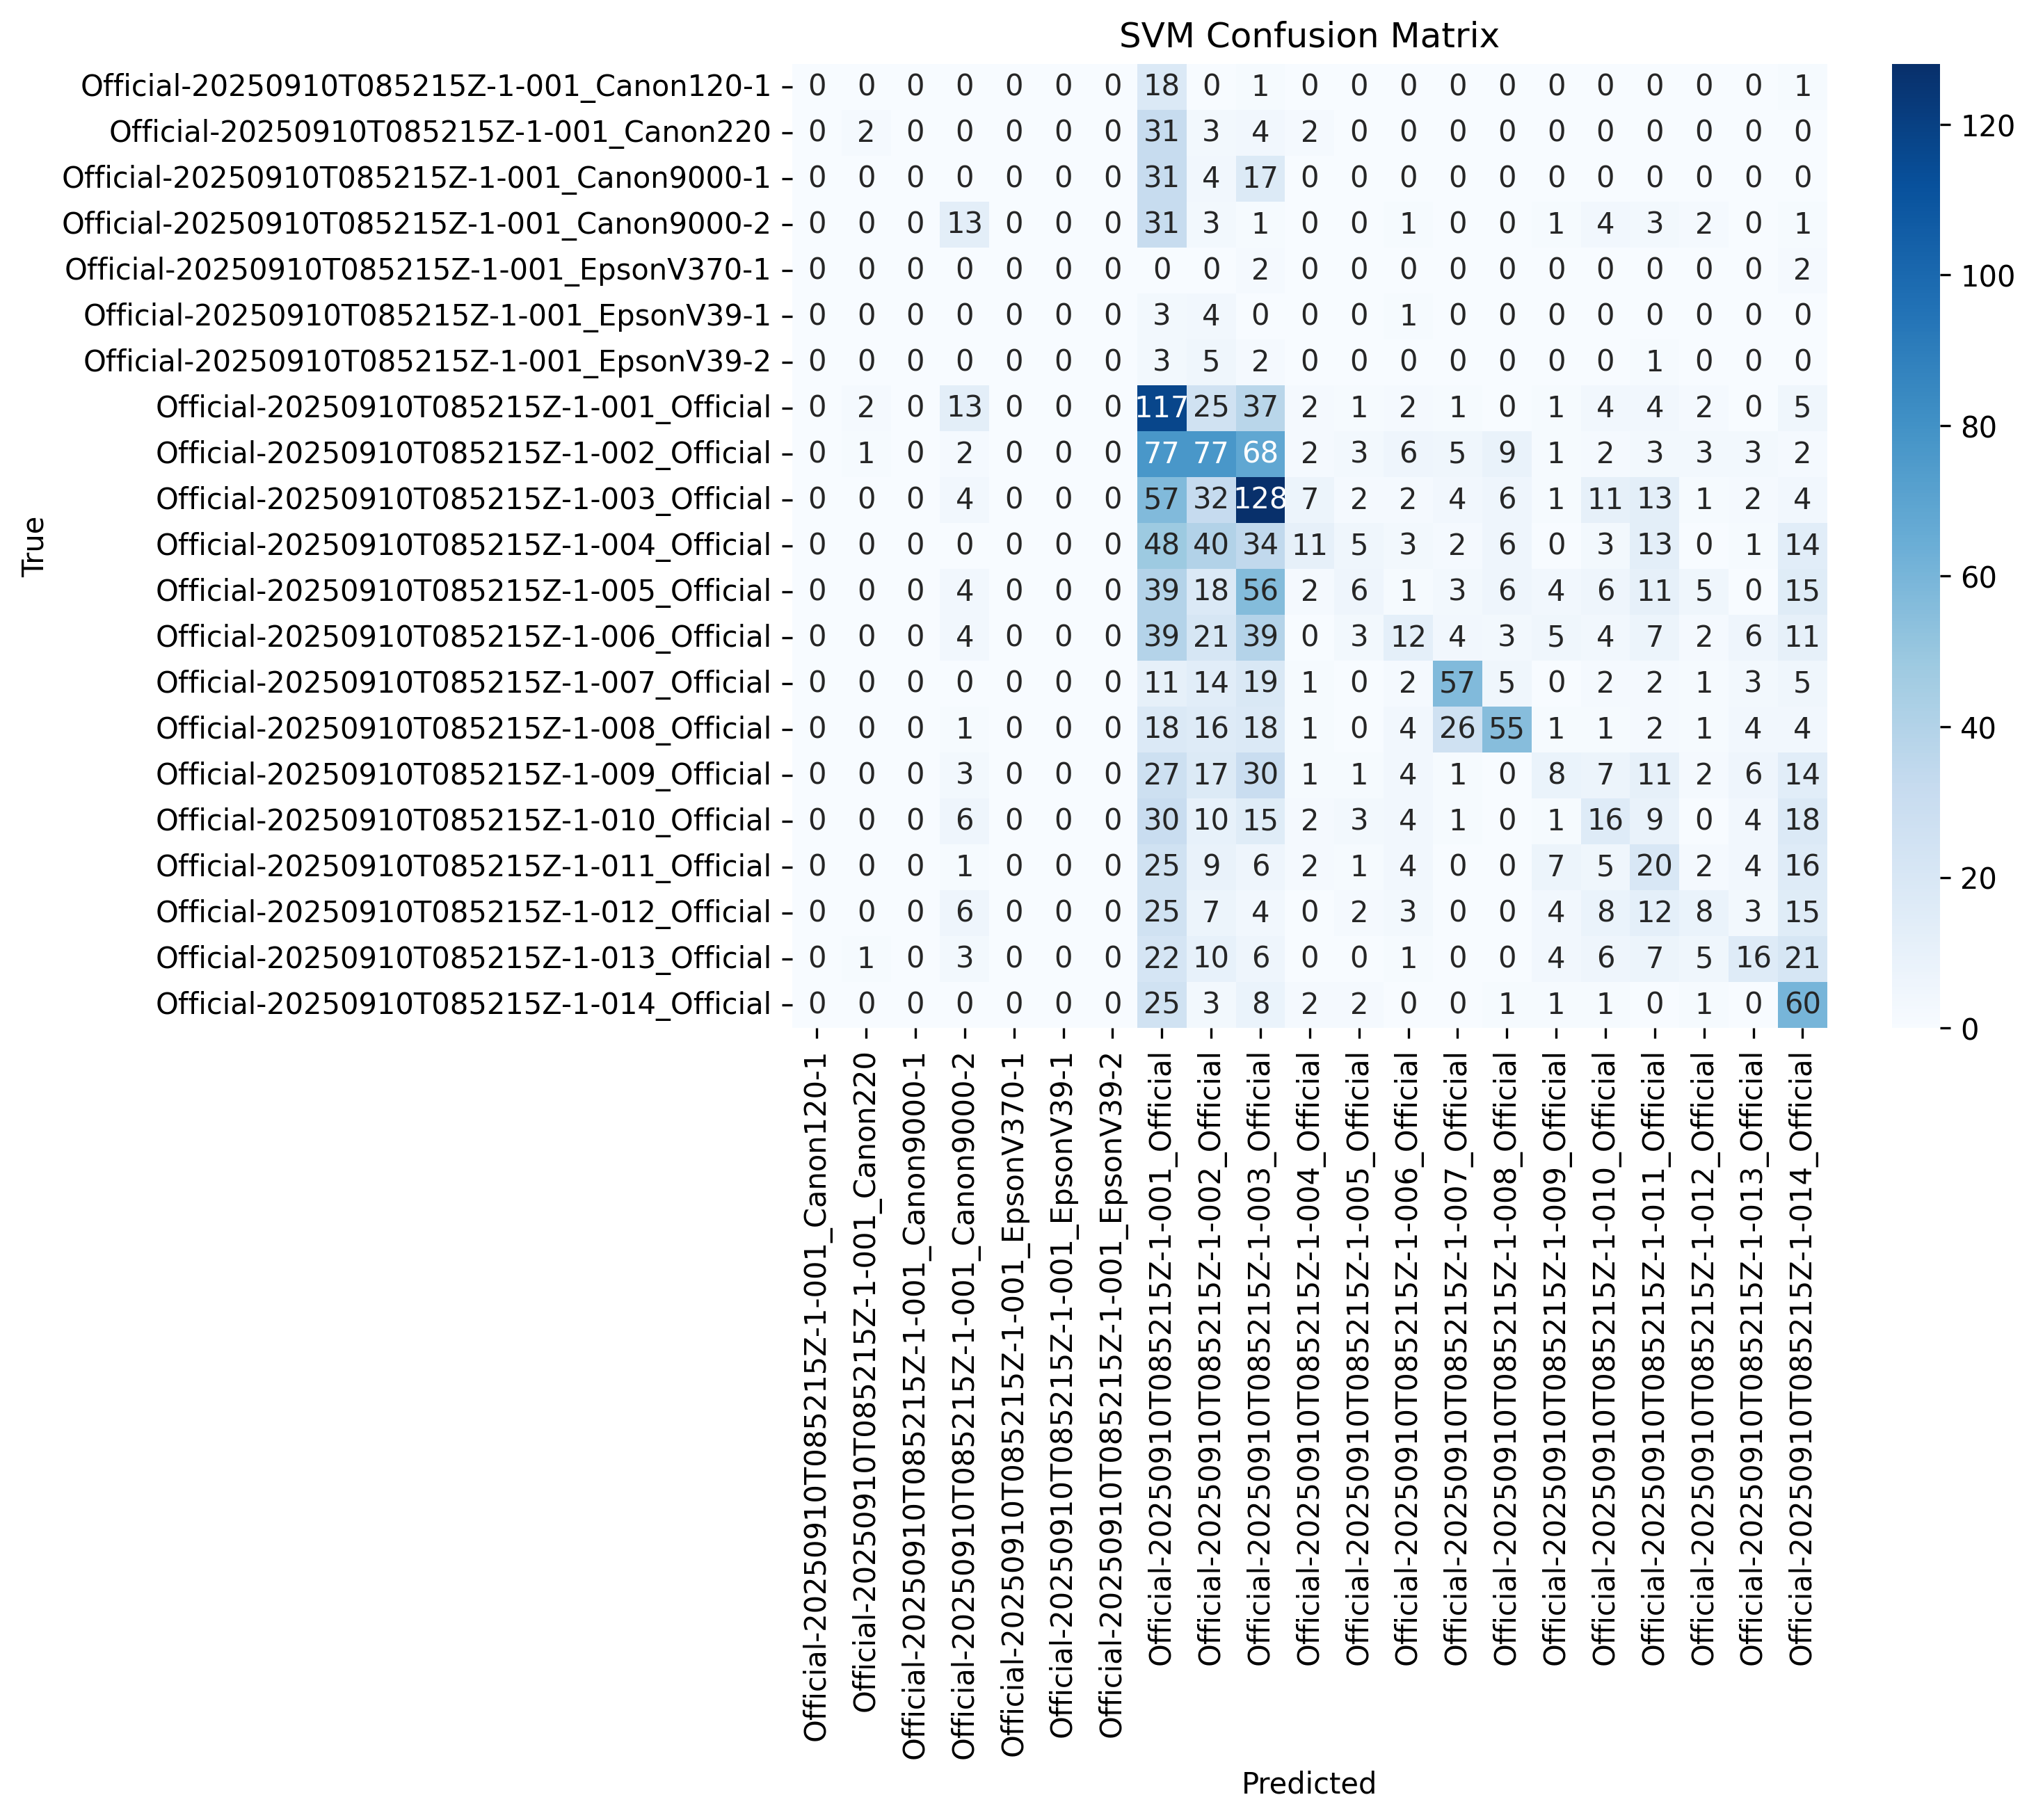 SVM Confusion Matrix
Official-20250910T085215Z-1-001_Canon120-1 0 0 0 0 0 0 0 18 0 1 0 0 0 0 0 0 0 0 0 0 1
Official-20250910T085215Z-1-001_Canon220 0 2 0 0 0 0 0 31 3 4 2 0 0 0 0 0 0 0 0 0 0
Official-20250910T085215Z-1-001_Canon9000-1 0 0 0 0 0 0 0 31 4 17 0 0 0 0 0 0 0 0 0 0 0
Official-20250910T085215Z-1-001_Canon9000-2 0 0 0 13 0 0 0 31 3 1 0 0 1 0 0 1 4 3 2 0 1
Official-20250910T085215Z-1-001_EpsonV370-1 0 0 0 0 0 0 0 0 0 2 0 0 0 0 0 0 0 0 0 0 2
Official-20250910T085215Z-1-001_EpsonV39-1 0 0 0 0 0 0 0 3 4 0 0 0 1 0 0 0 0 0 0 0 0
Official-20250910T085215Z-1-001_EpsonV39-2 0 0 0 0 0 0 0 3 5 2 0 0 0 0 0 0 0 1 0 0 0
Official-20250910T085215Z-1-001_Official 0 2 0 13 0 0 0 117 25 37 2 1 2 1 0 1 4 4 2 0 5
Official-20250910T085215Z-1-002_Official 0 1 0 2 0 0 0 77 77 68 2 3 6 5 9 1 2 3 3 3 2
Official-20250910T085215Z-1-003_Official 0 0 0 4 0 0 0 57 32 128 7 2 2 4 6 1 11 13 1 2 4
Official-20250910T085215Z-1-004_Official 0 0 0 0 0 0 0 48 40 34 11 5 3 2 6 0 3 13 0 1 14
Official-20250910T085215Z-1-005_Official 0 0 0 4 0 0 0 39 18 56 2 6 1 3 6 4 6 11 5 0 15
Official-20250910T085215Z-1-006_Official 0 0 0 4 0 0 0 39 21 39 0 3 12 4 3 5 4 7 2 6 11
Official-20250910T085215Z-1-007_Official 0 0 0 0 0 0 0 11 14 19 1 0 2 57 5 0 2 2 1 3 5
Official-20250910T085215Z-1-008_Official 0 0 0 1 0 0 0 18 16 18 1 0 4 26 55 1 1 2 1 4 4
Official-20250910T085215Z-1-009_Official 0 0 0 3 0 0 0 27 17 30 1 1 4 1 0 8 7 11 2 6 14
Official-20250910T085215Z-1-010_Official 0 0 0 6 0 0 0 30 10 15 2 3 4 1 0 1 16 9 0 4 18
Official-20250910T085215Z-1-011_Official 0 0 0 1 0 0 0 25 9 6 2 1 4 0 0 7 5 20 2 4 16
Official-20250910T085215Z-1-012_Official 0 0 0 6 0 0 0 25 7 4 0 2 3 0 0 4 8 12 8 3 15
Official-20250910T085215Z-1-013_Official 0 1 0 3 0 0 0 22 10 6 0 0 1 0 0 4 6 7 5 16 21
Official-20250910T085215Z-1-014_Official 0 0 0 0 0 0 0 25 3 8 2 2 0 0 1 1 1 0 1 0 60
True
Official-20250910T085215Z-1-001_Canon120-1
Official-20250910T085215Z-1-001_Canon220
Official-20250910T085215Z-1-001_Canon9000-1
Official-20250910T085215Z-1-001_Canon9000-2
Official-20250910T085215Z-1-001_EpsonV370-1
Official-20250910T085215Z-1-001_EpsonV39-1
Official-20250910T085215Z-1-001_EpsonV39-2
Official-20250910T085215Z-1-001_Official
Official-20250910T085215Z-1-002_Official
Official-20250910T085215Z-1-003_Official
Official-20250910T085215Z-1-004_Official
Official-20250910T085215Z-1-005_Official
Official-20250910T085215Z-1-006_Official
Official-20250910T085215Z-1-007_Official
Official-20250910T085215Z-1-008_Official
Official-20250910T085215Z-1-009_Official
Official-20250910T085215Z-1-010_Official
Official-20250910T085215Z-1-011_Official
Official-20250910T085215Z-1-012_Official
Official-20250910T085215Z-1-013_Official
Official-20250910T085215Z-1-014_Official
Predicted
120
100
80
60
40
20
0